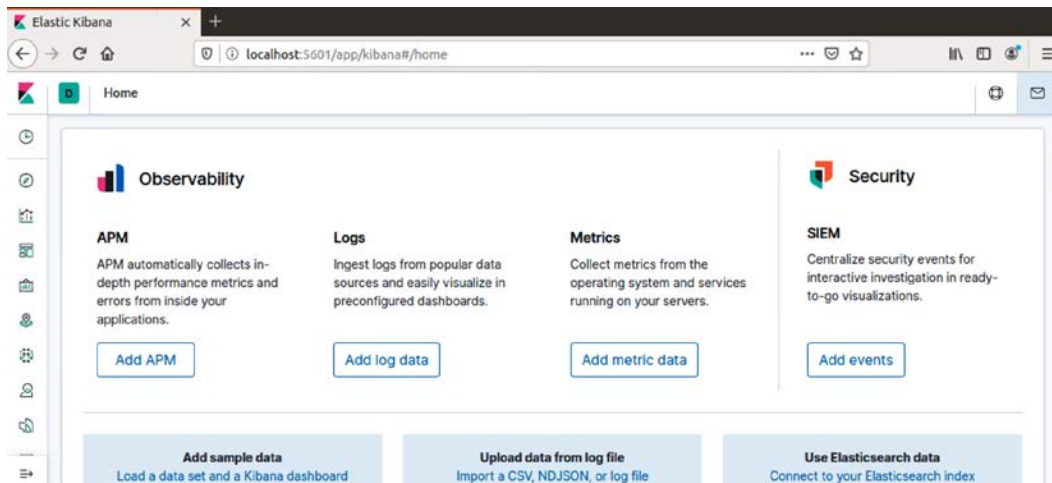 Elastic Kibana
localhost:5601/app/kibana#/home
D Home
Observability
Security
APM
APM automatically collects in-
depth performance metrics and
errors from inside your
applications.
Add APM
Logs
Ingest logs from popular data
sources and easily visualize in
preconfigured dashboards.
Add log data
Metrics
Collect metrics from the
operating system and services
running on your servers.
Add metric data
SIEM
Centralize security events for
interactive investigation in ready-
to-go visualizations.
Add events
Add sample data
Load a data set and a Kibana dashboard
Upload data from log file
Import a CSV, NDJSON, or log file
Use Elasticsearch data
Connect to your Elasticsearch index